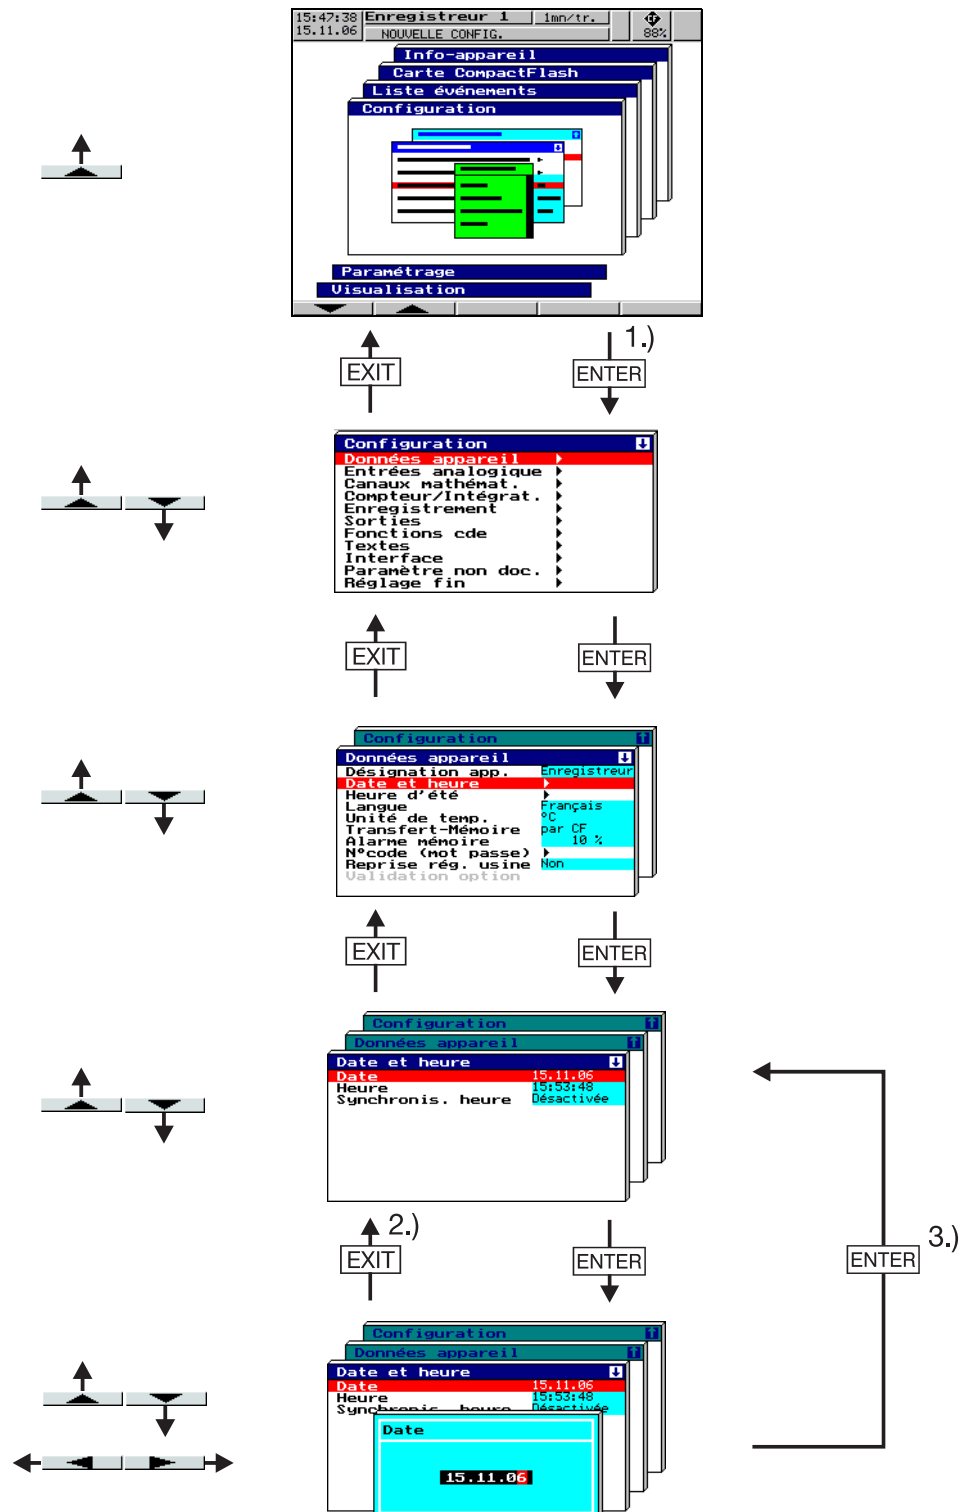 15:47:38 Enregistreur 1 1mn/tr. CF
15.11.06 NOUVELLE CONFIG. 88%
Info-appareil
Carte CompactFlash
Liste événements
Configuration
Paramétrage
Visualisation
1.)
EXIT ENTER
Configuration
Données appareil
Entrées analogique
Canaux mathémat.
Compteur/Intégrat.
Enregistrement
Sorties
Fonctions cde
Textes
Interface
Paramètre non doc.
Réglage fin
EXIT ENTER
Configuration
Données appareil
Désignation app. Enregistreur
Date et heure
Heure d'été
Langue Français
Unité de temp. °C
Transfert-Mémoire par CF
Alarme mémoire 10 %
N°code (mot passe)
Reprise rég. usine Non
Validation option
EXIT ENTER
Configuration
Données appareil
Date et heure
Date 15.11.06
Heure 15:53:48
Synchronis. heure Désactivée
2.)
EXIT ENTER
ENTER 3.)
Configuration
Données appareil
Date et heure
Date 15.11.06
Heure 15:53:48
Synchronis. heure Désactivée
Date
15.11.06